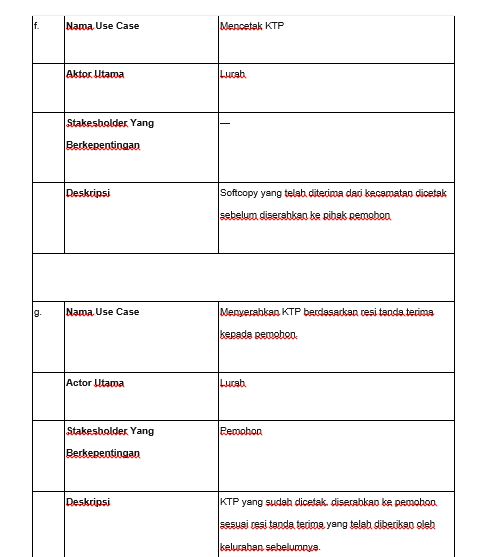 f. Nama Use Case Mencetak KTP
Aktor Utama Lurah
Stakesholder Yang
Berkepentingan
—
Deskripsi Softcopy yang telah diterima dari kecamatan dicetak
sebelum diserahkan ke pihak pemohon
g. Nama Use Case Menyerahkan KTP berdasarkan resi tanda terima
kepada pemohon.
Actor Utama Lurah
Stakesholder Yang
Berkepentingan
Pemohon
Deskripsi KTP yang sudah dicetak, diserahkan ke pemohon
sesuai resi tanda terima yang telah diberikan oleh
kelurahan sebelumnya.